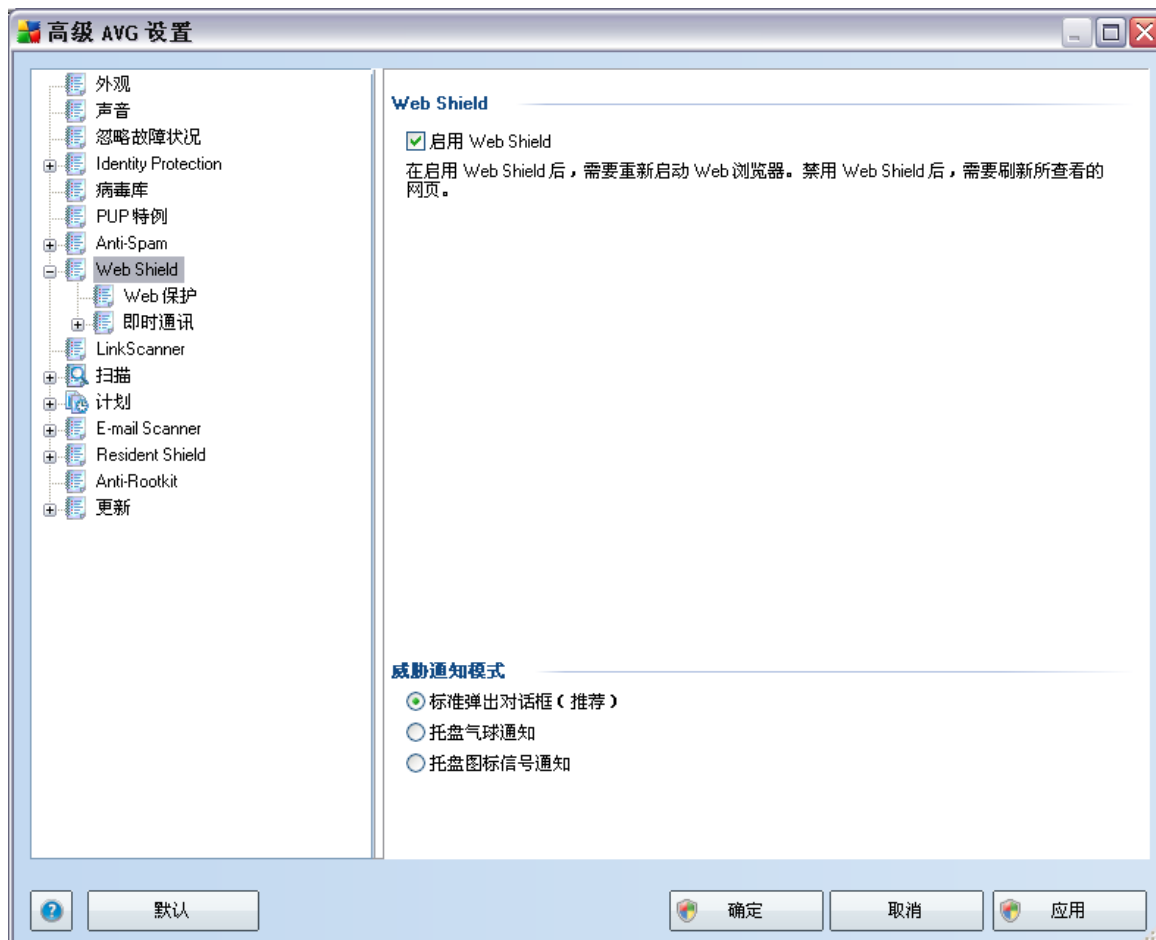 高级 AVG 设置
外观
声音
忽略故障状况
Identity Protection
病毒库
PUP 特例
Anti-Spam
Web Shield
Web 保护
即时通讯
LinkScanner
扫描
计划
E-mail Scanner
Resident Shield
Anti-Rootkit
更新
Web Shield
启用 Web Shield
在启用 Web Shield 后，需要重新启动 Web 浏览器。禁用 Web Shield 后，需要刷新所查看的
网页。
威胁通知模式
标准弹出对话框（推荐）
托盘气球通知
托盘图标信号通知
默认
确定
取消
应用